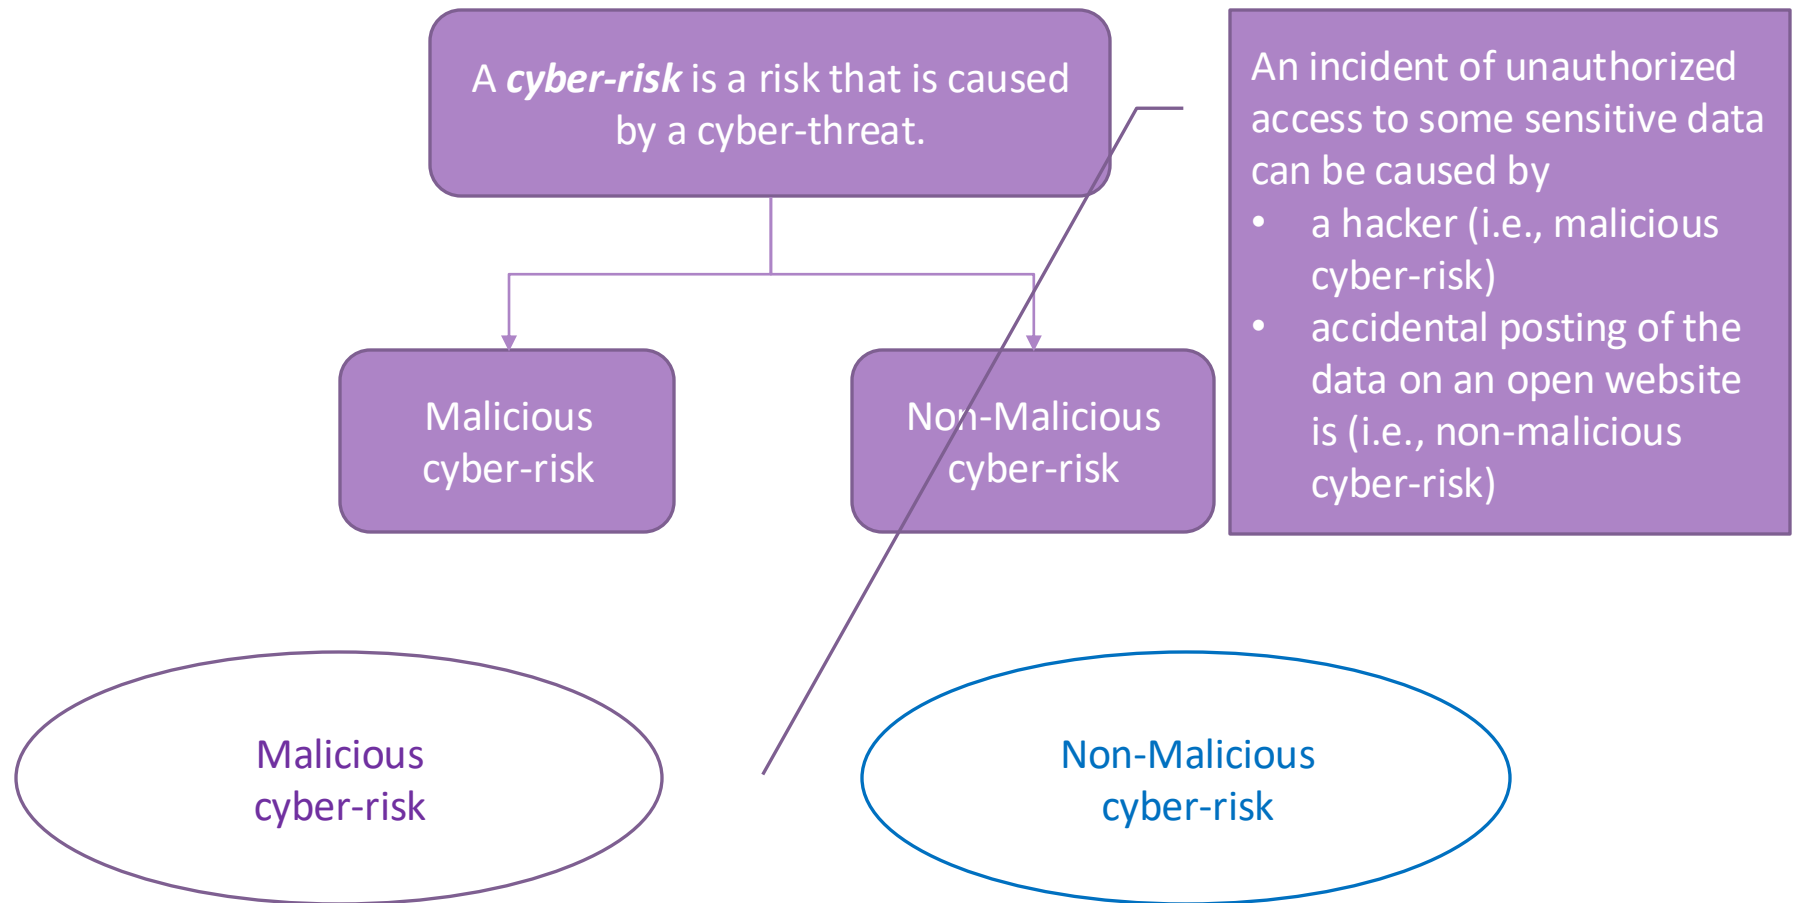 A cyber-risk is a risk that is caused
by a cyber-threat.
An incident of unauthorized
access to some sensitive data
can be caused by
• a hacker (i.e., malicious
cyber-risk)
• accidental posting of the
data on an open website
is (i.e., non-malicious
cyber-risk)
Malicious
cyber-risk
Non-Malicious
cyber-risk
Malicious
cyber-risk
Non-Malicious
cyber-risk